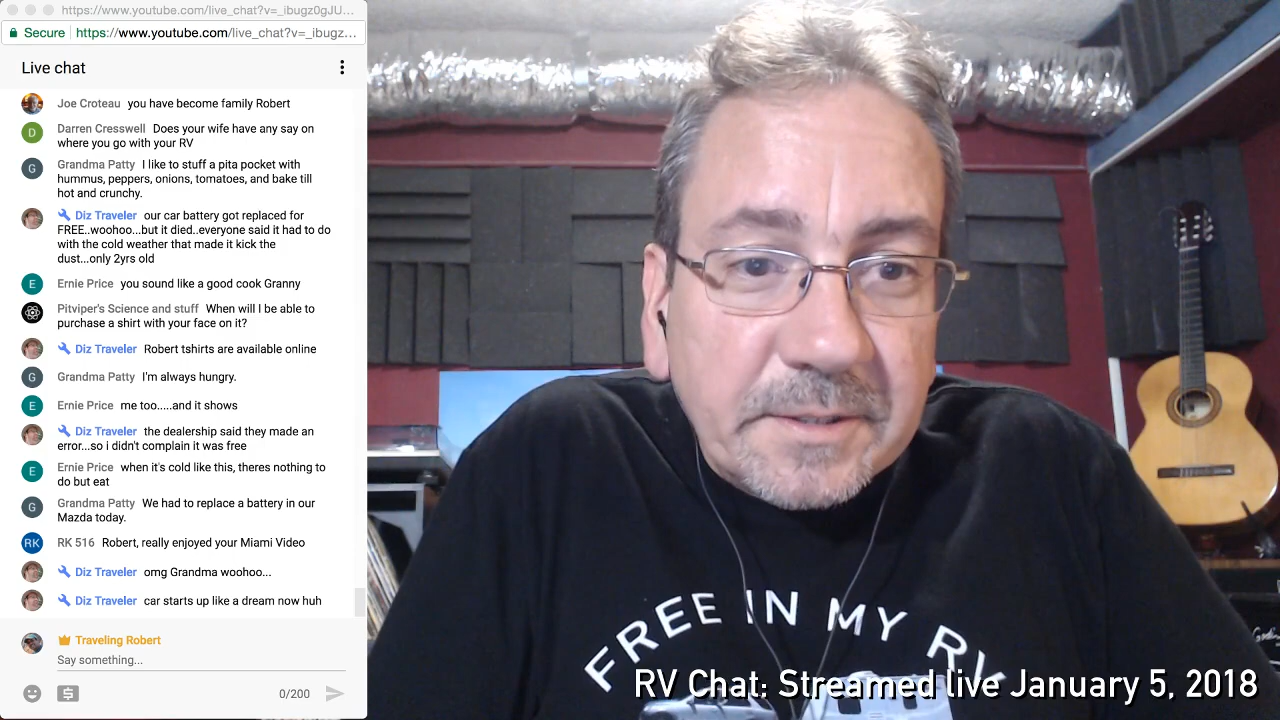 https://www.youtube.com/live_chat?v=_ibugz0gJU...
Secure https://www.youtube.com/live_chat?v=_ibugz...
Live chat
Joe Croteau you have become family Robert
D Darren Cresswell Does your wife have any say on
where you go with your RV
G Grandma Patty I like to stuff a pita pocket with
hummus, peppers, onions, tomatoes, and bake till
hot and crunchy.
Diz Traveler our car battery got replaced for
FREE..woohoo...but it died..everyone said it had to do
with the cold weather that made it kick the
dust...only 2yrs old
E Ernie Price you sound like a good cook Granny
Pitviper's Science and stuff When will I be able to
purchase a shirt with your face on it?
Diz Traveler Robert tshirts are available online
G Grandma Patty I'm always hungry.
E Ernie Price me too.....and it shows
Diz Traveler the dealership said they made an
error...so i didn't complain it was free
E Ernie Price when it's cold like this, theres nothing to
do but eat
G Grandma Patty We had to replace a battery in our
Mazda today.
RK RK 516 Robert, really enjoyed your Miami Video
Diz Traveler omg Grandma woohoo...
Diz Traveler car starts up like a dream now huh
Traveling Robert
Say something...
0/200
FREE IN MY RV
RV Chat: Streamed live January 5, 2018